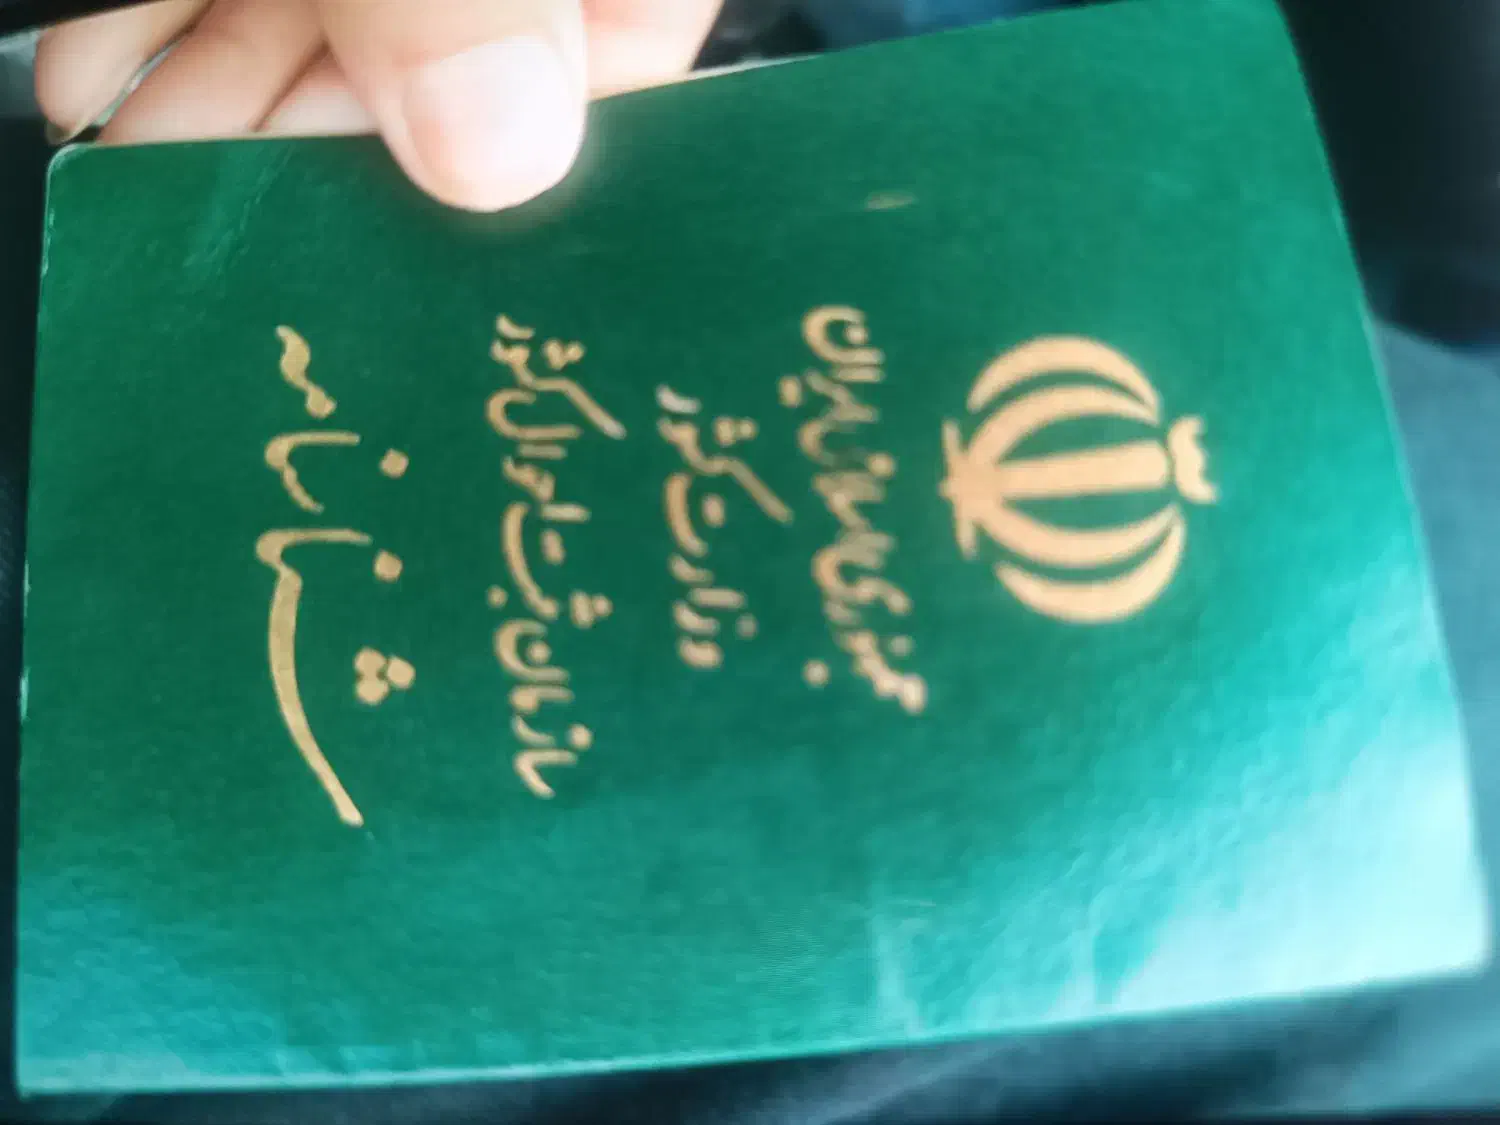 جمهوری اسلامی ایران
وزارت کشور
سازمان ثبت احوال کشور
شناسنامه